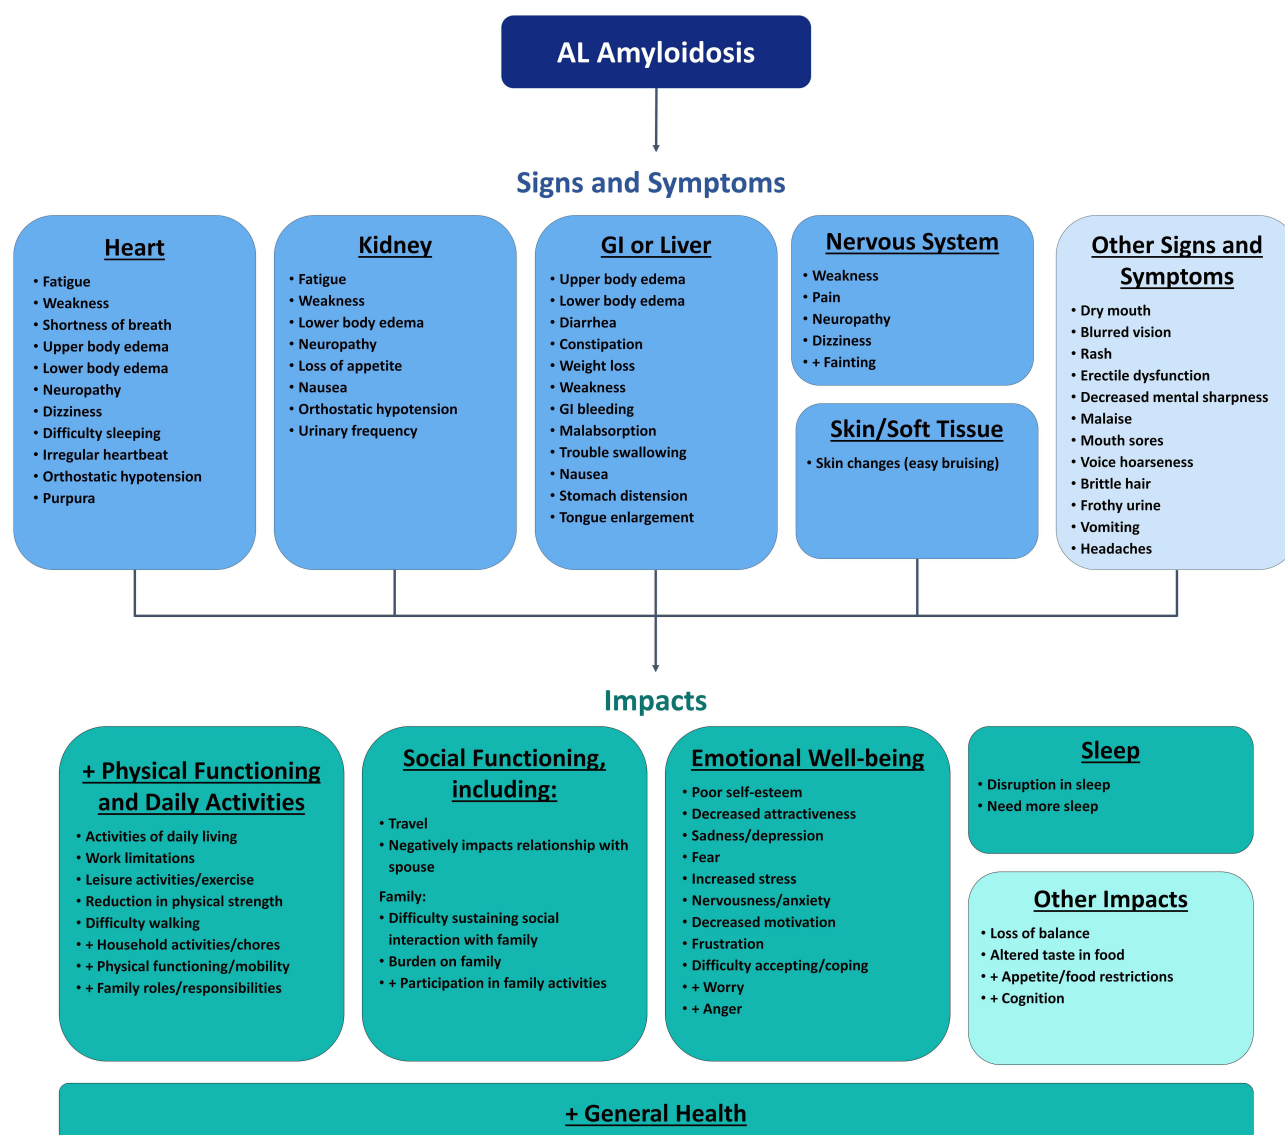 AL Amyloidosis
Signs and Symptoms
Heart
• Fatigue
• Weakness
• Shortness of breath
• Upper body edema
• Lower body edema
• Neuropathy
• Dizziness
• Difficulty sleeping
• Irregular heartbeat
• Orthostatic hypotension
• Purpura
Kidney
• Fatigue
• Weakness
• Lower body edema
• Neuropathy
• Loss of appetite
• Nausea
• Orthostatic hypotension
• Urinary frequency
GI or Liver
• Upper body edema
• Lower body edema
• Diarrhea
• Constipation
• Weight loss
• Weakness
• GI bleeding
• Malabsorption
• Trouble swallowing
• Nausea
• Stomach distension
• Tongue enlargement
Nervous System
• Weakness
• Pain
• Neuropathy
• Dizziness
• + Fainting
Skin/Soft Tissue
• Skin changes (easy bruising)
Other Signs and
Symptoms
• Dry mouth
• Blurred vision
• Rash
• Erectile dysfunction
• Decreased mental sharpness
• Malaise
• Mouth sores
• Voice hoarseness
• Brittle hair
• Frothy urine
• Vomiting
• Headaches
Impacts
+ Physical Functioning
and Daily Activities
• Activities of daily living
• Work limitations
• Leisure activities/exercise
• Reduction in physical strength
• Difficulty walking
• + Household activities/chores
• + Physical functioning/mobility
• + Family roles/responsibilities
Social Functioning,
including:
• Travel
• Negatively impacts relationship with
spouse
Family:
• Difficulty sustaining social
interaction with family
• Burden on family
• + Participation in family activities
Emotional Well-being
• Poor self-esteem
• Decreased attractiveness
• Sadness/depression
• Fear
• Increased stress
• Nervousness/anxiety
• Decreased motivation
• Frustration
• Difficulty accepting/coping
• + Worry
• + Anger
Sleep
• Disruption in sleep
• Need more sleep
Other Impacts
• Loss of balance
• Altered taste in food
• + Appetite/food restrictions
• + Cognition
+ General Health